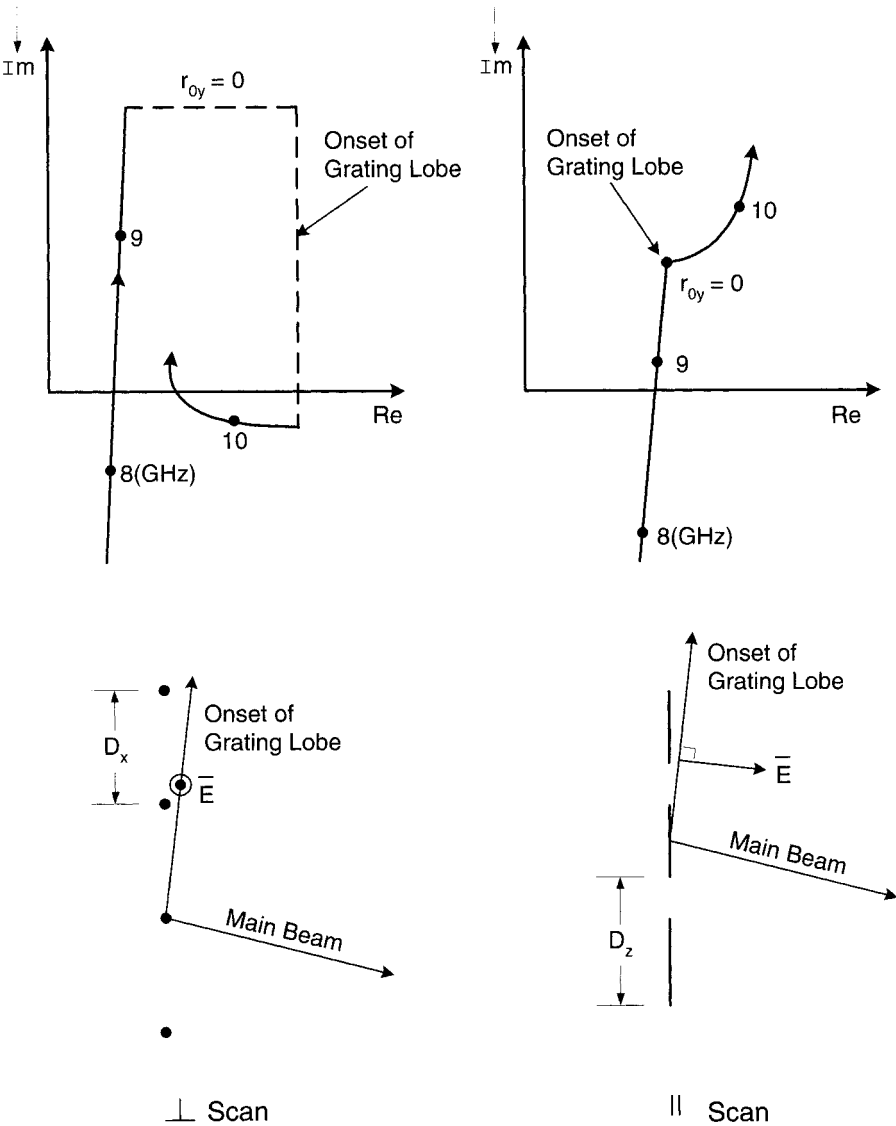 Im
r0y = 0
Onset of
Grating Lobe
9
10
Re
8(GHz)
Im
Onset of
Grating Lobe
10
r0y = 0
9
Re
8(GHz)
Onset of
Grating Lobe
Dx
E
Main Beam
⊥ Scan
Onset of
Grating Lobe
E
Main Beam
Dz
|| Scan